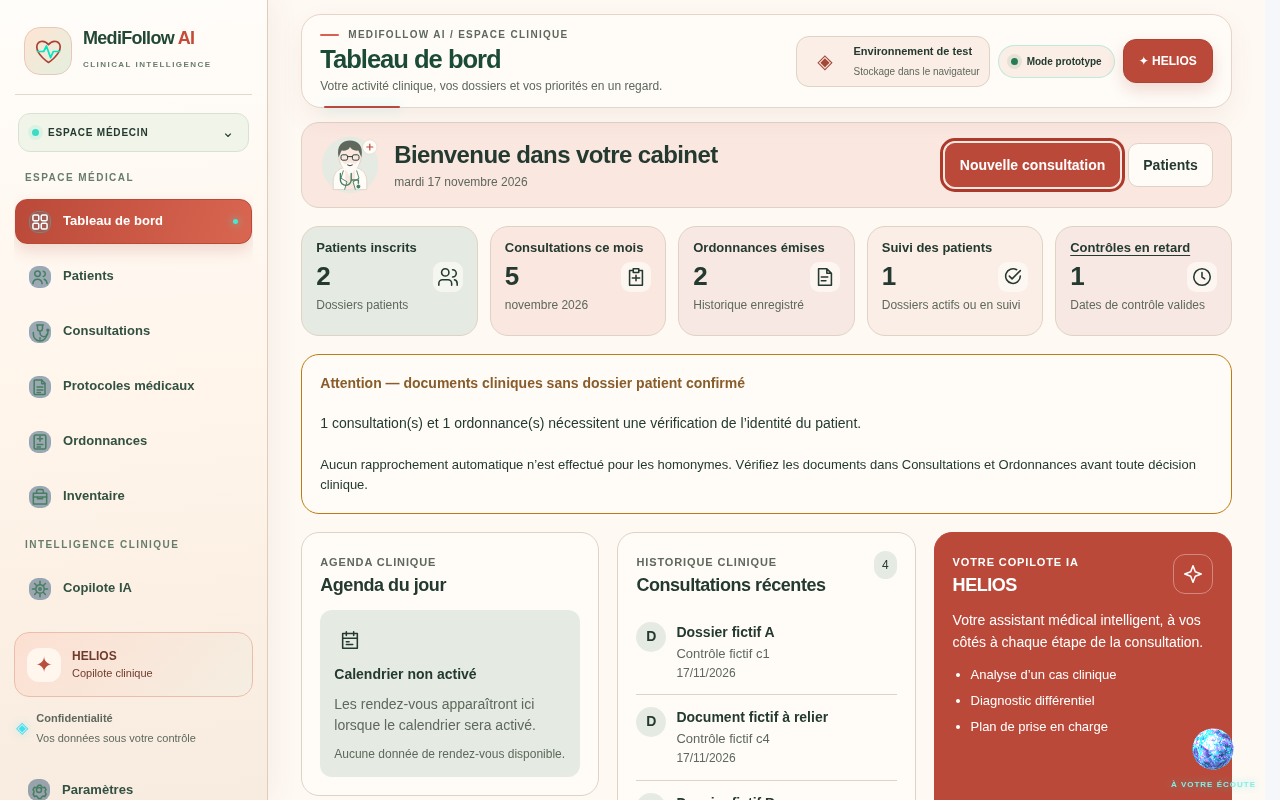 MediFollow AI
CLINICAL INTELLIGENCE
ESPACE MÉDECIN
ESPACE MÉDICAL
Tableau de bord
Patients
Consultations
Protocoles médicaux
Ordonnances
Inventaire
INTELLIGENCE CLINIQUE
Copilote IA
HELIOS
Copilote clinique
Confidentialité
Vos données sous votre contrôle
Paramètres
MEDIFOLLOW AI / ESPACE CLINIQUE
Tableau de bord
Votre activité clinique, vos dossiers et vos priorités en un regard.
Environnement de test
Stockage dans le navigateur
Mode prototype
HELIOS
Bienvenue dans votre cabinet
mardi 17 novembre 2026
Nouvelle consultation
Patients
Patients inscrits
2
Dossiers patients
Consultations ce mois
5
novembre 2026
Ordonnances émises
2
Historique enregistré
Suivi des patients
1
Dossiers actifs ou en suivi
Contrôles en retard
1
Dates de contrôle valides
Attention — documents cliniques sans dossier patient confirmé
1 consultation(s) et 1 ordonnance(s) nécessitent une vérification de l’identité du patient.
Aucun rapprochement automatique n’est effectué pour les homonymes. Vérifiez les documents dans Consultations et Ordonnances avant toute décision
clinique.
AGENDA CLINIQUE
Agenda du jour
Calendrier non activé
Les rendez-vous apparaîtront ici
lorsque le calendrier sera activé.
Aucune donnée de rendez-vous disponible.
HISTORIQUE CLINIQUE
4
Consultations récentes
D
Dossier fictif A
Contrôle fictif c1
17/11/2026
D
Document fictif à relier
Contrôle fictif c4
17/11/2026
Dossier fictif B
VOTRE COPILOTE IA
HELIOS
Votre assistant médical intelligent, à vos
côtés à chaque étape de la consultation.
Analyse d’un cas clinique
Diagnostic différentiel
Plan de prise en charge
À VOTRE ÉCOUTE